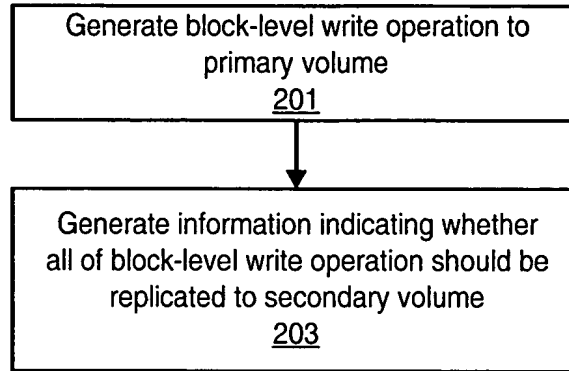 Generate block-level write operation to
primary volume
201
Generate information indicating whether
all of block-level write operation should be
replicated to secondary volume
203